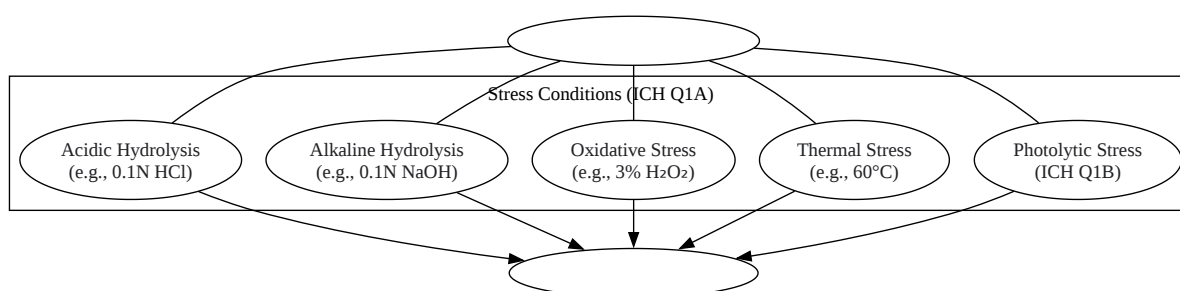 Stress Conditions (ICH Q1A)
Acidic Hydrolysis
(e.g., 0.1N HCl)
Alkaline Hydrolysis
(e.g., 0.1N NaOH)
Oxidative Stress
(e.g., 3% H₂O₂)
Thermal Stress
(e.g., 60°C)
Photolytic Stress
(ICH Q1B)